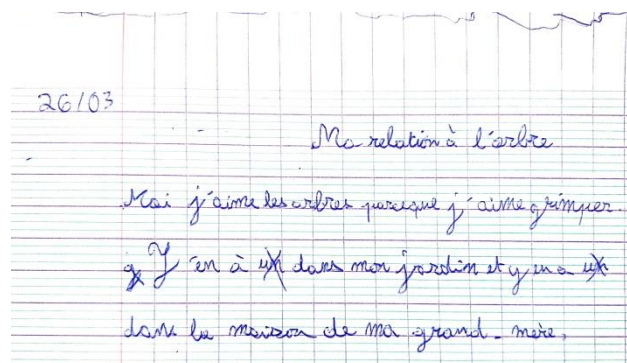 26/03
Ma relation à l'arbre
Moi j'aime les arbres parceque j'aime grimper.
Y en à dans mon jardin et y en a
dans la maison de ma grand-mère,